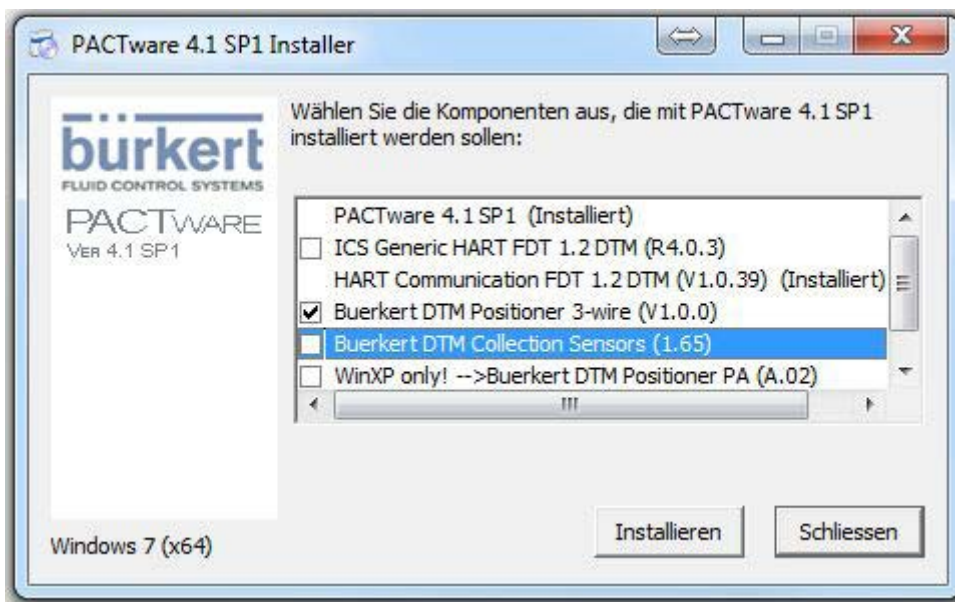 PACTware 4.1 SP1 Installer
bürkert
FLUID CONTROL SYSTEMS
PACTWARE
VER 4.1 SP1
Wählen Sie die Komponenten aus, die mit PACTware 4.1 SP1
installiert werden sollen:
PACTware 4.1 SP1 (Installiert)
ICS Generic HART FDT 1.2 DTM (R4.0.3)
HART Communication FDT 1.2 DTM (V1.0.39) (Installiert)
Buerkert DTM Positioner 3-wire (V1.0.0)
Buerkert DTM Collection Sensors (1.65)
WinXP only! -->Buerkert DTM Positioner PA (A.02)
Windows 7 (x64)
Installieren
Schliessen